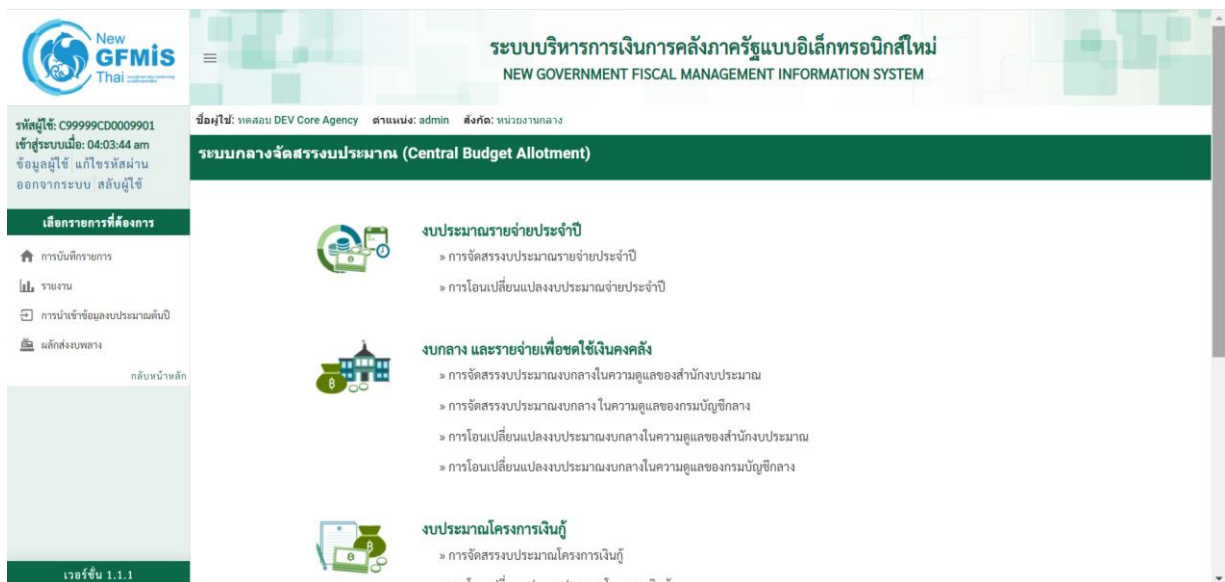 New
GFMiS
Thai
ระบบบริหารการเงินการคลังภาครัฐแบบอิเล็กทรอนิกส์ใหม่
NEW GOVERNMENT FISCAL MANAGEMENT INFORMATION SYSTEM
รหัสผู้ใช้: C99999CD0009901
เข้าสู่ระบบเมื่อ: 04:03:44 am
ข้อมูลผู้ใช้ แก้ไขรหัสผ่าน
ออกจากระบบ สลับผู้ใช้
ชื่อผู้ใช้: ทดสอบ DEV Core Agency ตำแหน่ง: admin สังกัด: หน่วยงานกลาง
ระบบกลางจัดสรรงบประมาณ (Central Budget Allotment)
เลือกรายการที่ต้องการ
การบันทึกรายการ
รายงาน
การนำเข้าข้อมูลงบประมาณต้นปี
ผลักส่งงบพลาง
กลับหน้าหลัก
งบประมาณรายจ่ายประจำปี
» การจัดสรรงบประมาณรายจ่ายประจำปี
» การโอนเปลี่ยนแปลงงบประมาณจ่ายประจำปี
งบกลาง และรายจ่ายเพื่อชดใช้เงินคงคลัง
» การจัดสรรงบประมาณงบกลางในความดูแลของสำนักงบประมาณ
» การจัดสรรงบประมาณงบกลาง ในความดูแลของกรมบัญชีกลาง
» การโอนเปลี่ยนแปลงงบประมาณงบกลางในความดูแลของสำนักงบประมาณ
» การโอนเปลี่ยนแปลงงบประมาณงบกลางในความดูแลของกรมบัญชีกลาง
งบประมาณโครงการเงินกู้
» การจัดสรรงบประมาณโครงการเงินกู้
เวอร์ชั่น 1.1.1